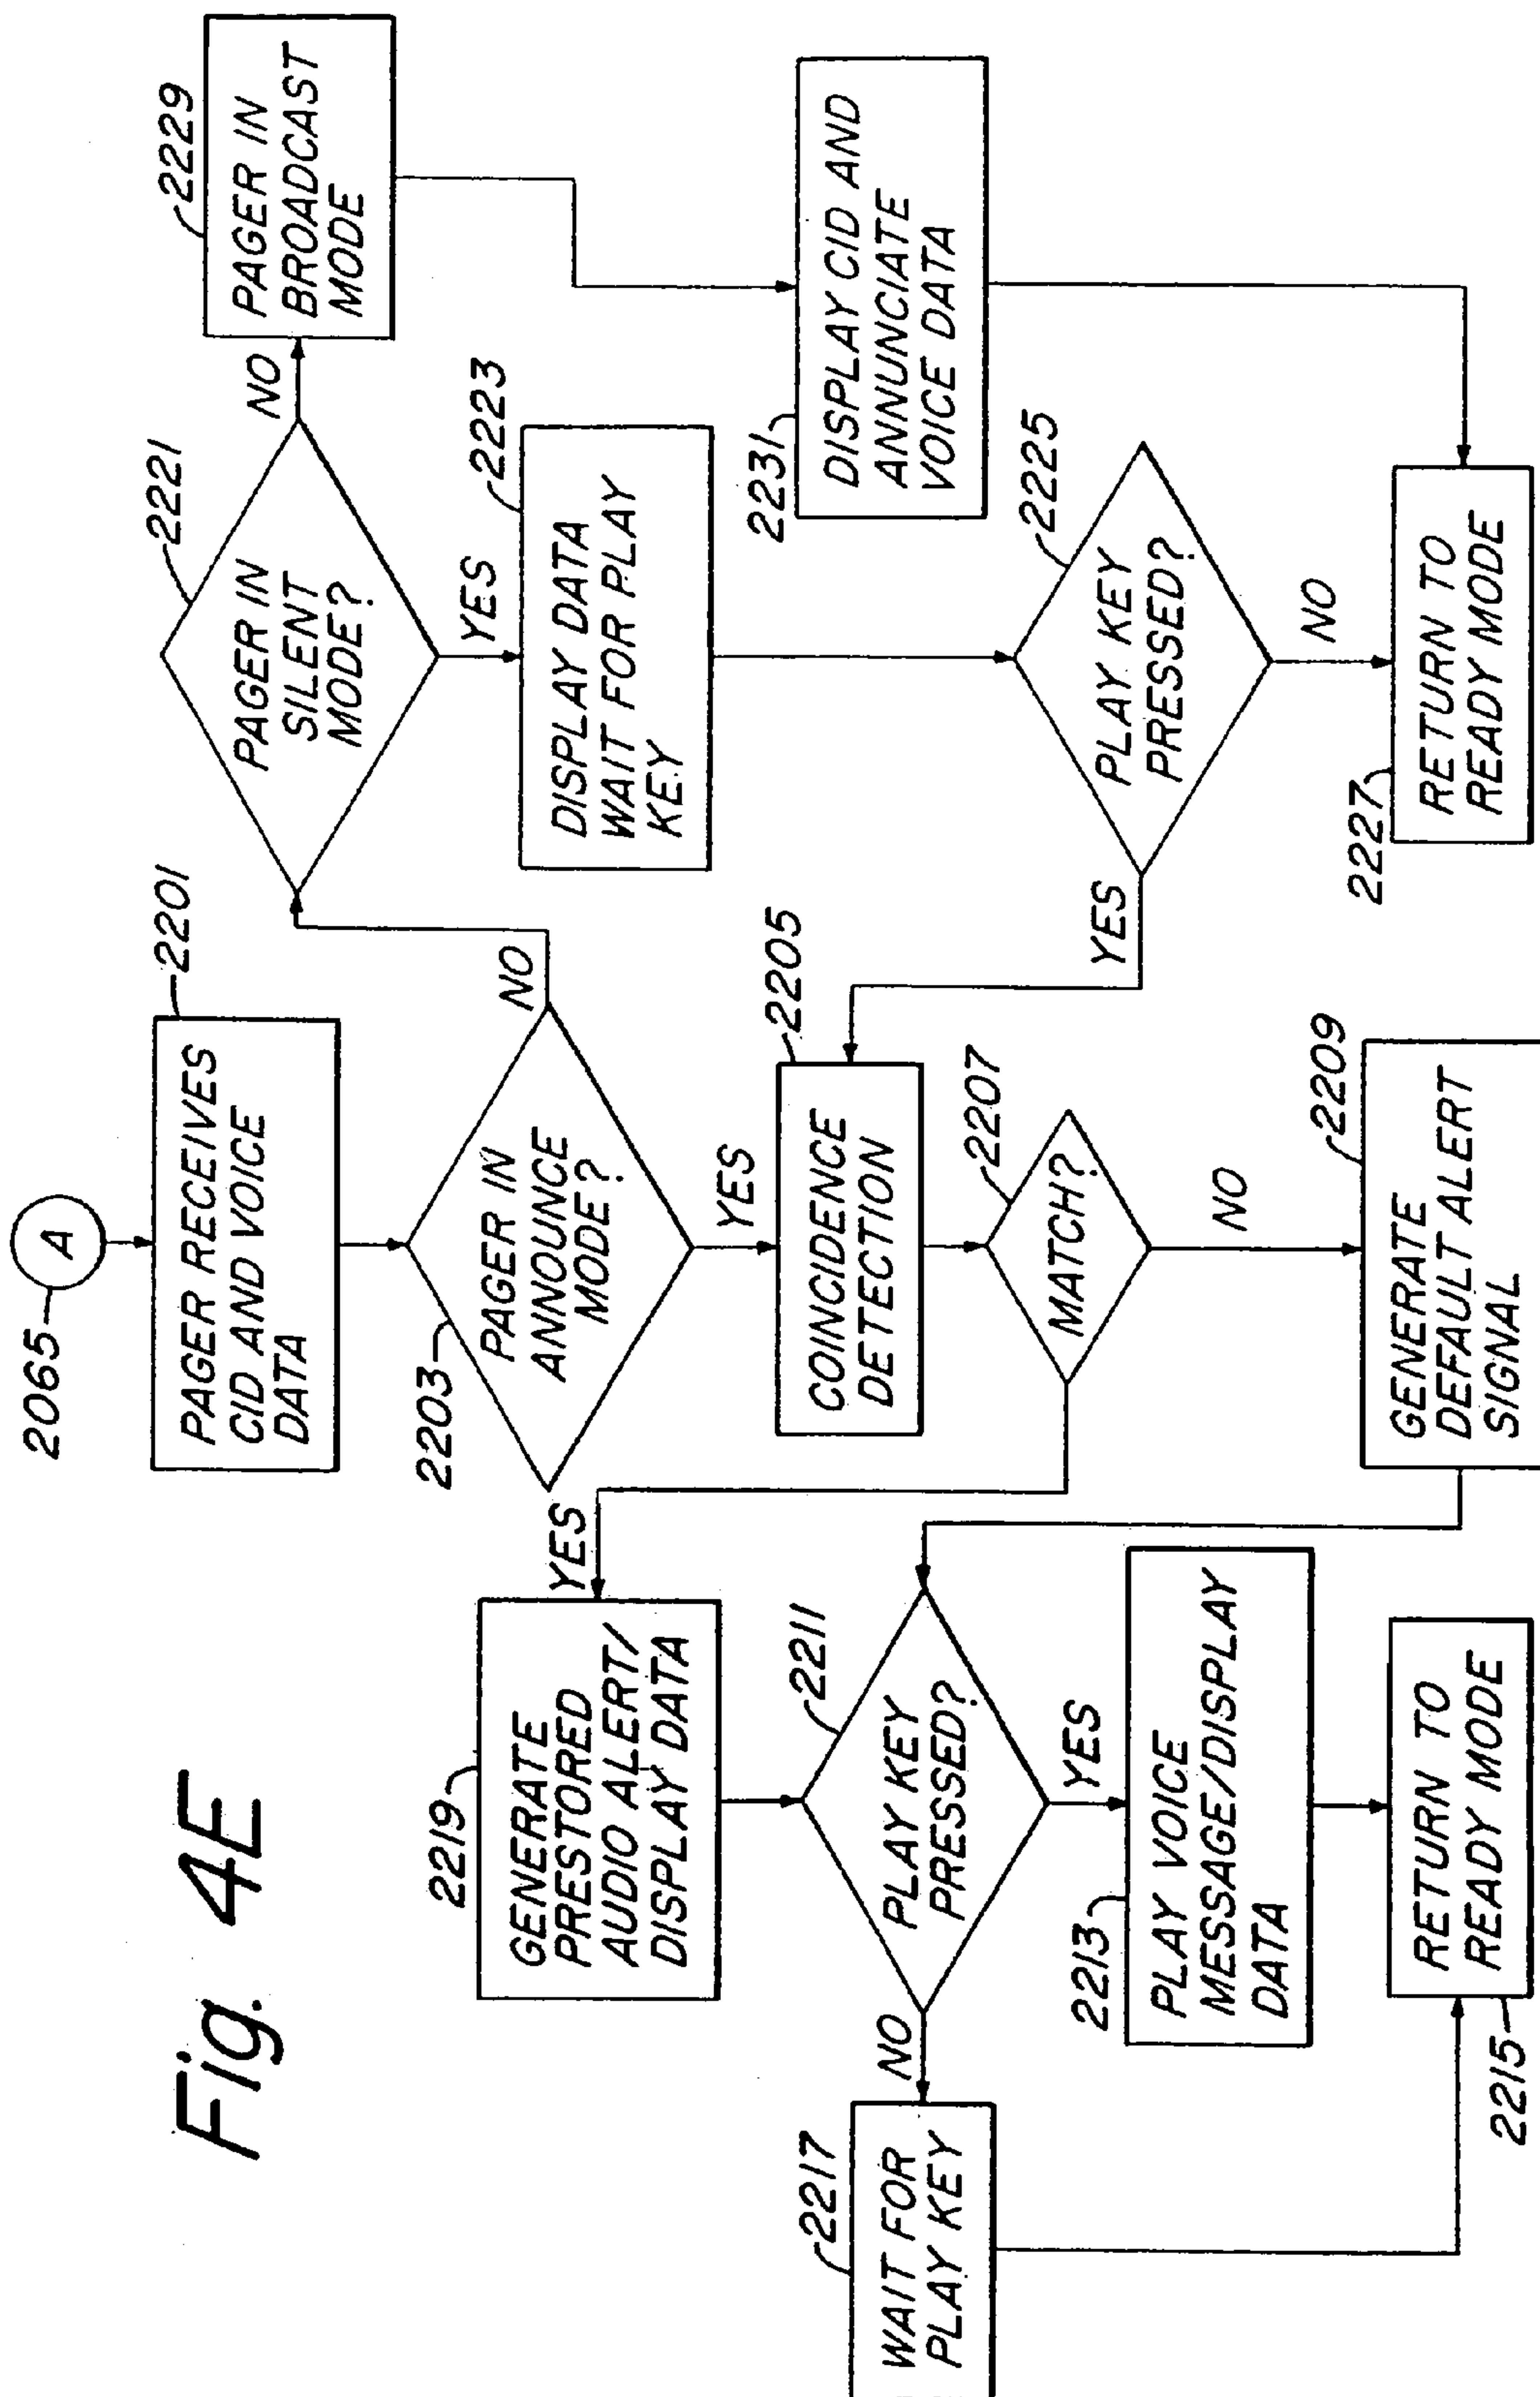 Fig. 4E
2065
A
2201
PAGER RECEIVES
CID AND VOICE
DATA
2203
PAGER IN
ANNOUNCE
MODE?
NO
YES
2221
PAGER IN
SILENT
MODE?
NO
YES
2229
PAGER IN
BROADCAST
MODE
2223
DISPLAY DATA
WAIT FOR PLAY
KEY
2231
DISPLAY CID AND
ANNUNCIATE
VOICE DATA
2225
PLAY KEY
PRESSED?
YES
NO
2227
RETURN TO
READY MODE
2205
COINCIDENCE
DETECTION
2207
MATCH?
YES
NO
2209
GENERATE
DEFAULT ALERT
SIGNAL
2219
GENERATE
PRESTORED
AUDIO ALERT/
DISPLAY DATA
2211
PLAY KEY
PRESSED?
NO
YES
2217
WAIT FOR
PLAY KEY
2213
PLAY VOICE
MESSAGE/DISPLAY
DATA
2215
RETURN TO
READY MODE